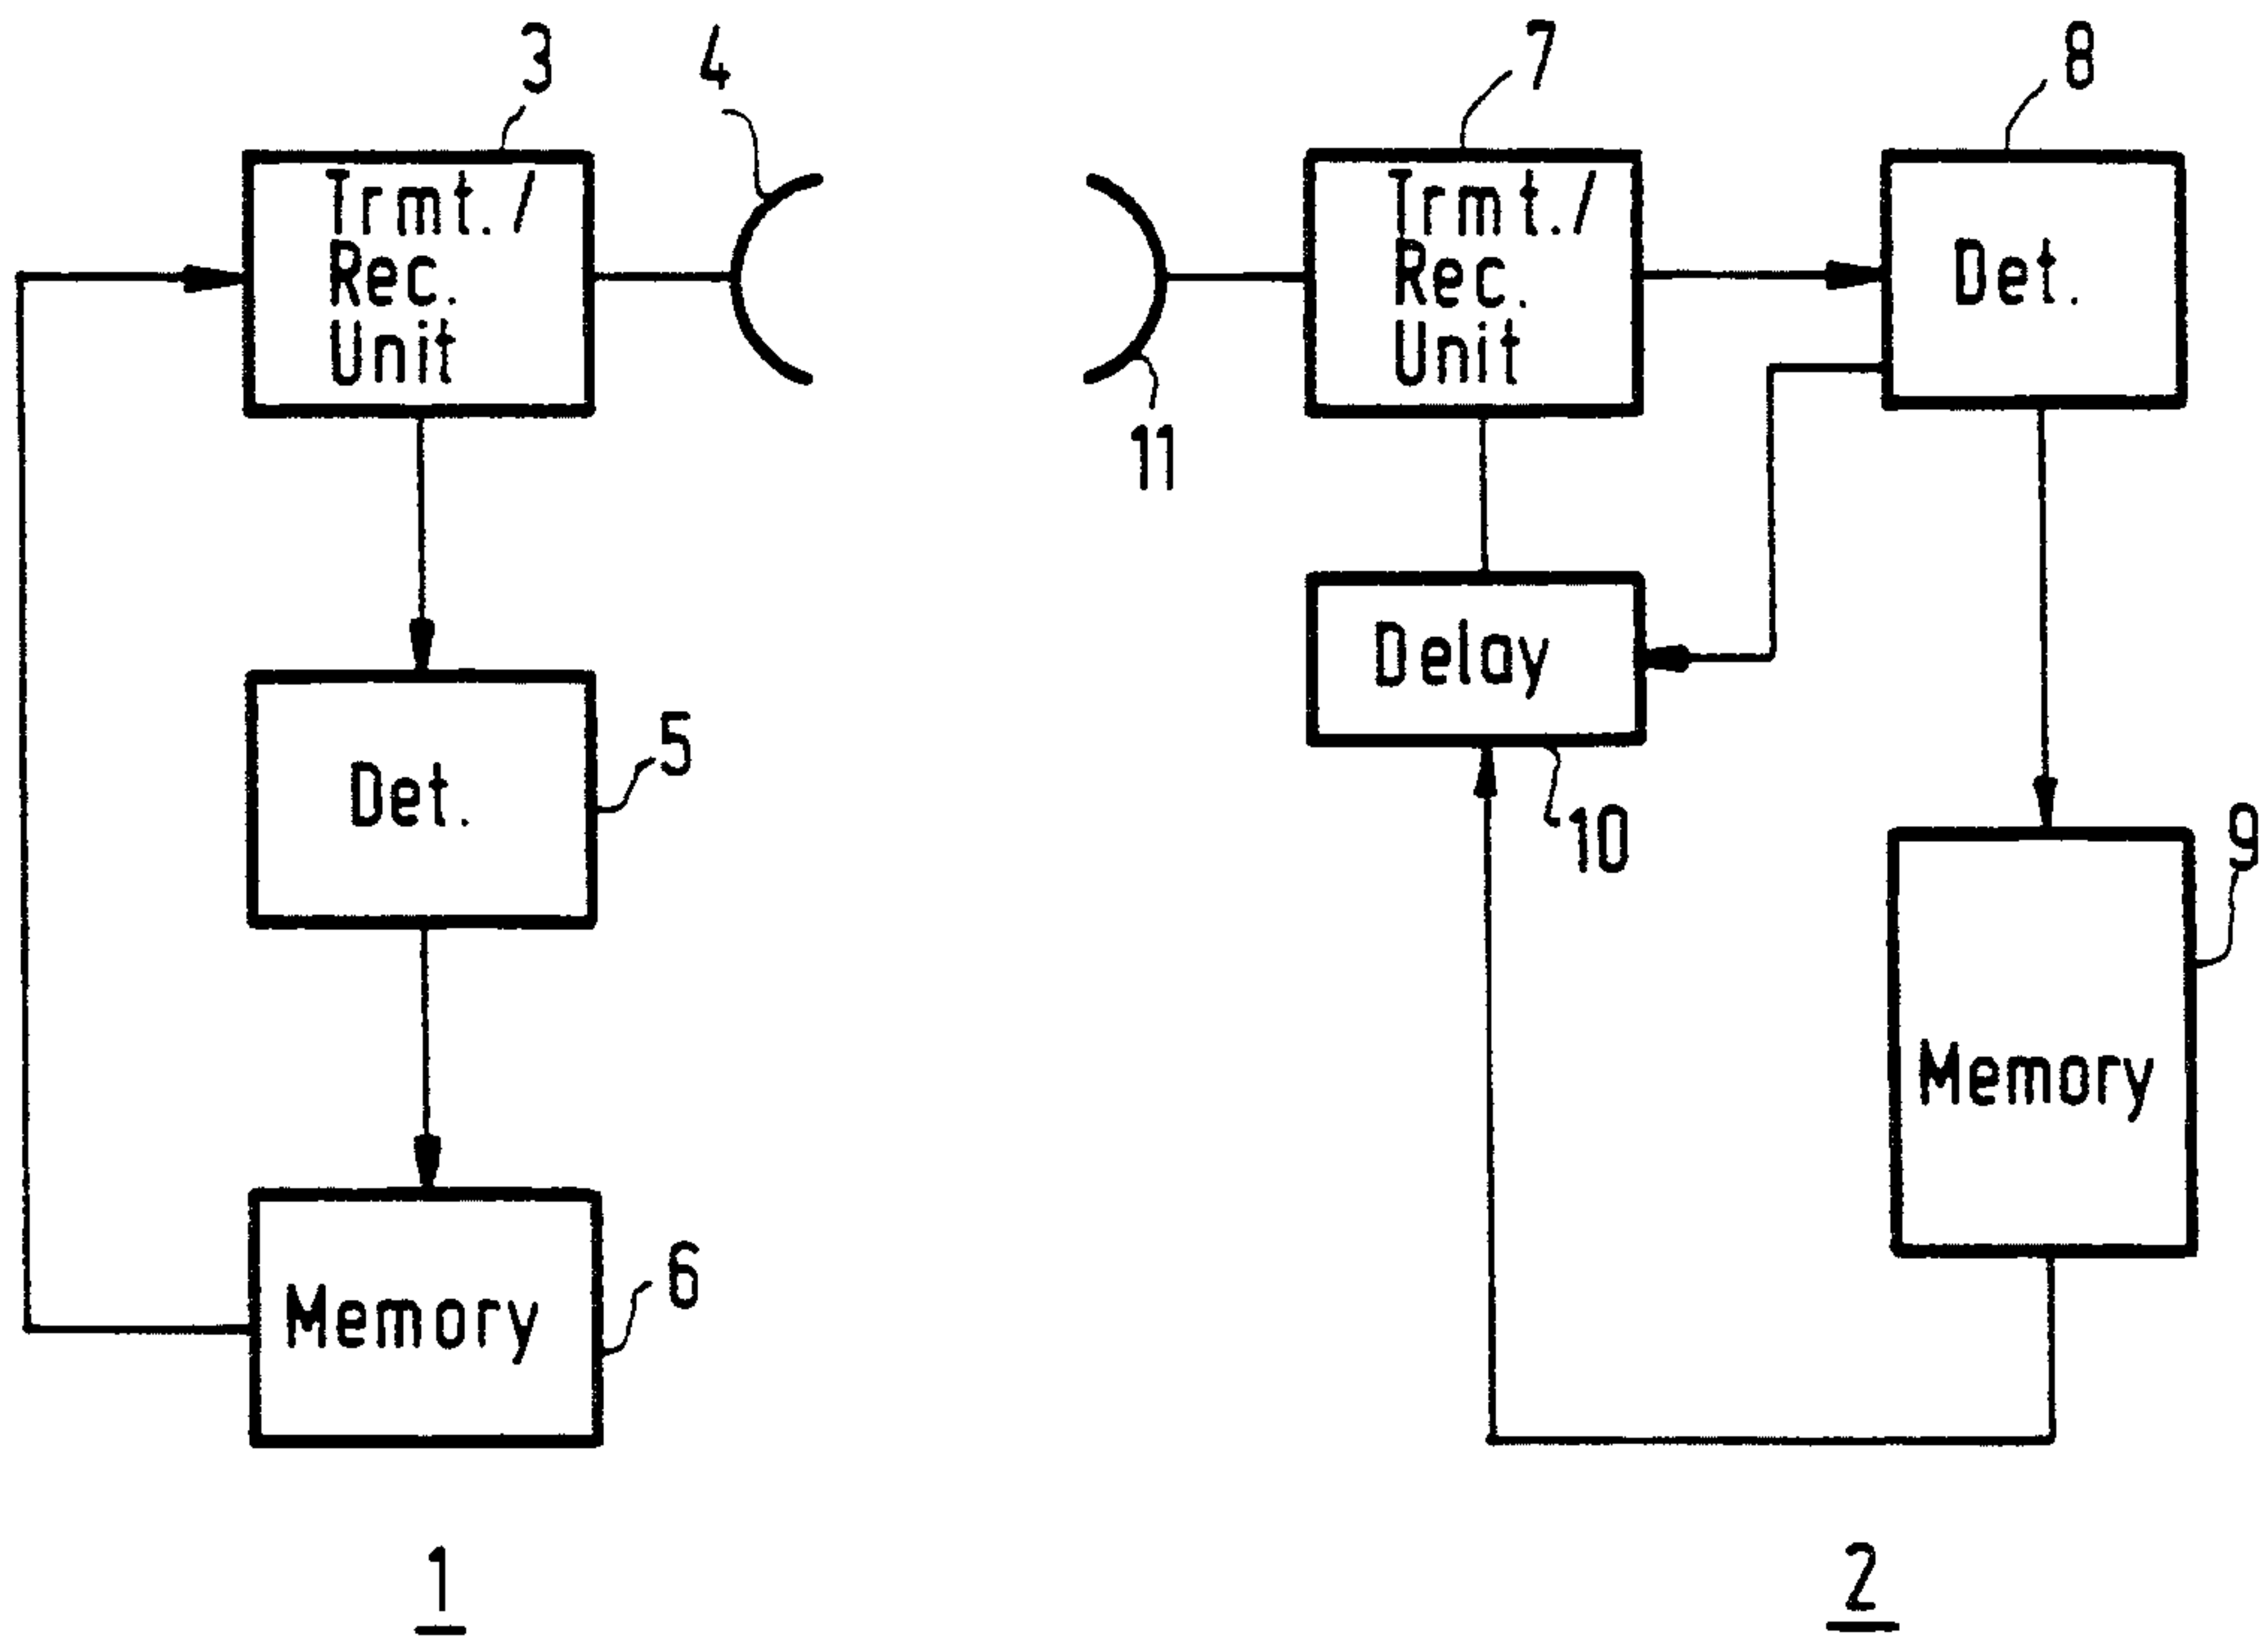 3
4
7
8
Trmt./
Rec.
Unit
Trmt./
Rec.
Unit
Det.
11
Delay
5
Det.
10
9
Memory
6
Memory
1
2